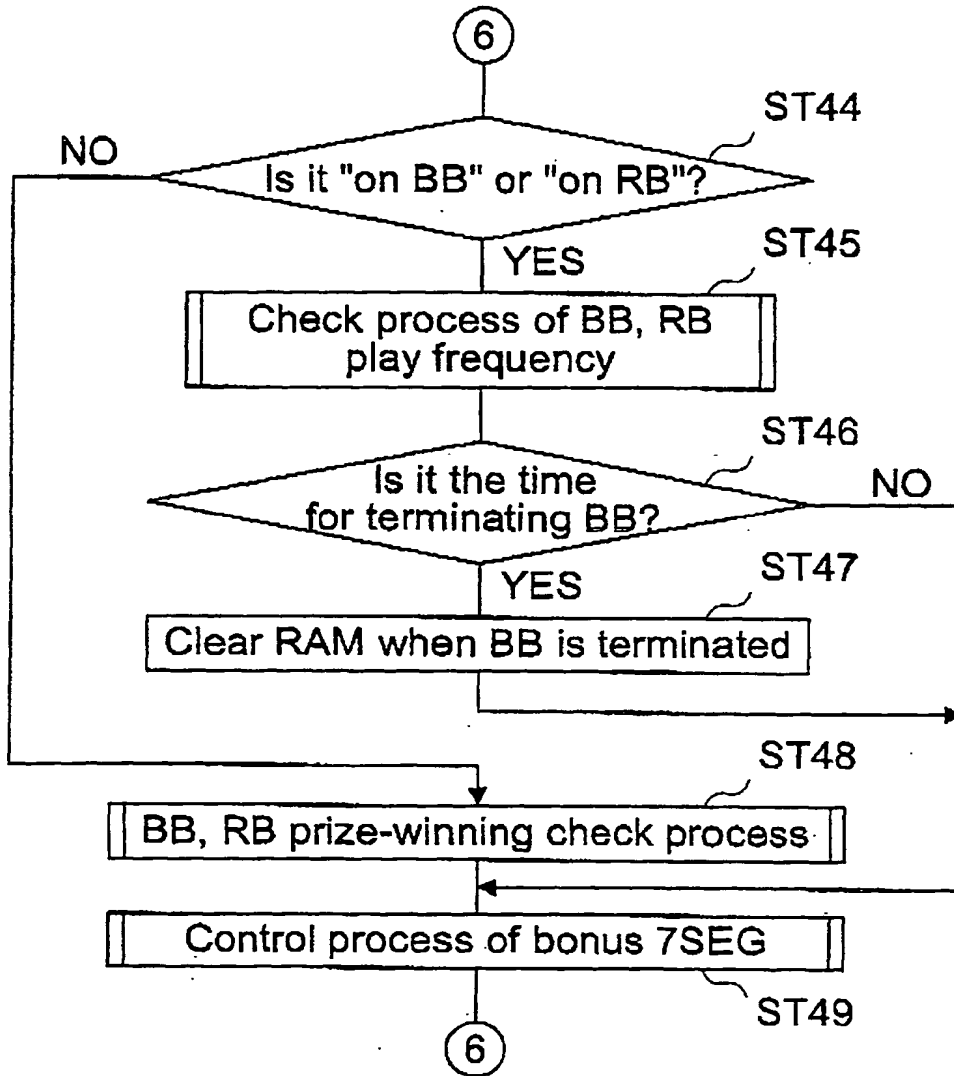 6
ST44
NO
Is it "on BB" or "on RB"?
YES
ST45
Check process of BB, RB
play frequency
ST46
Is it the time
for terminating BB?
NO
YES
ST47
Clear RAM when BB is terminated
ST48
BB, RB prize-winning check process
Control process of bonus 7SEG
ST49
6